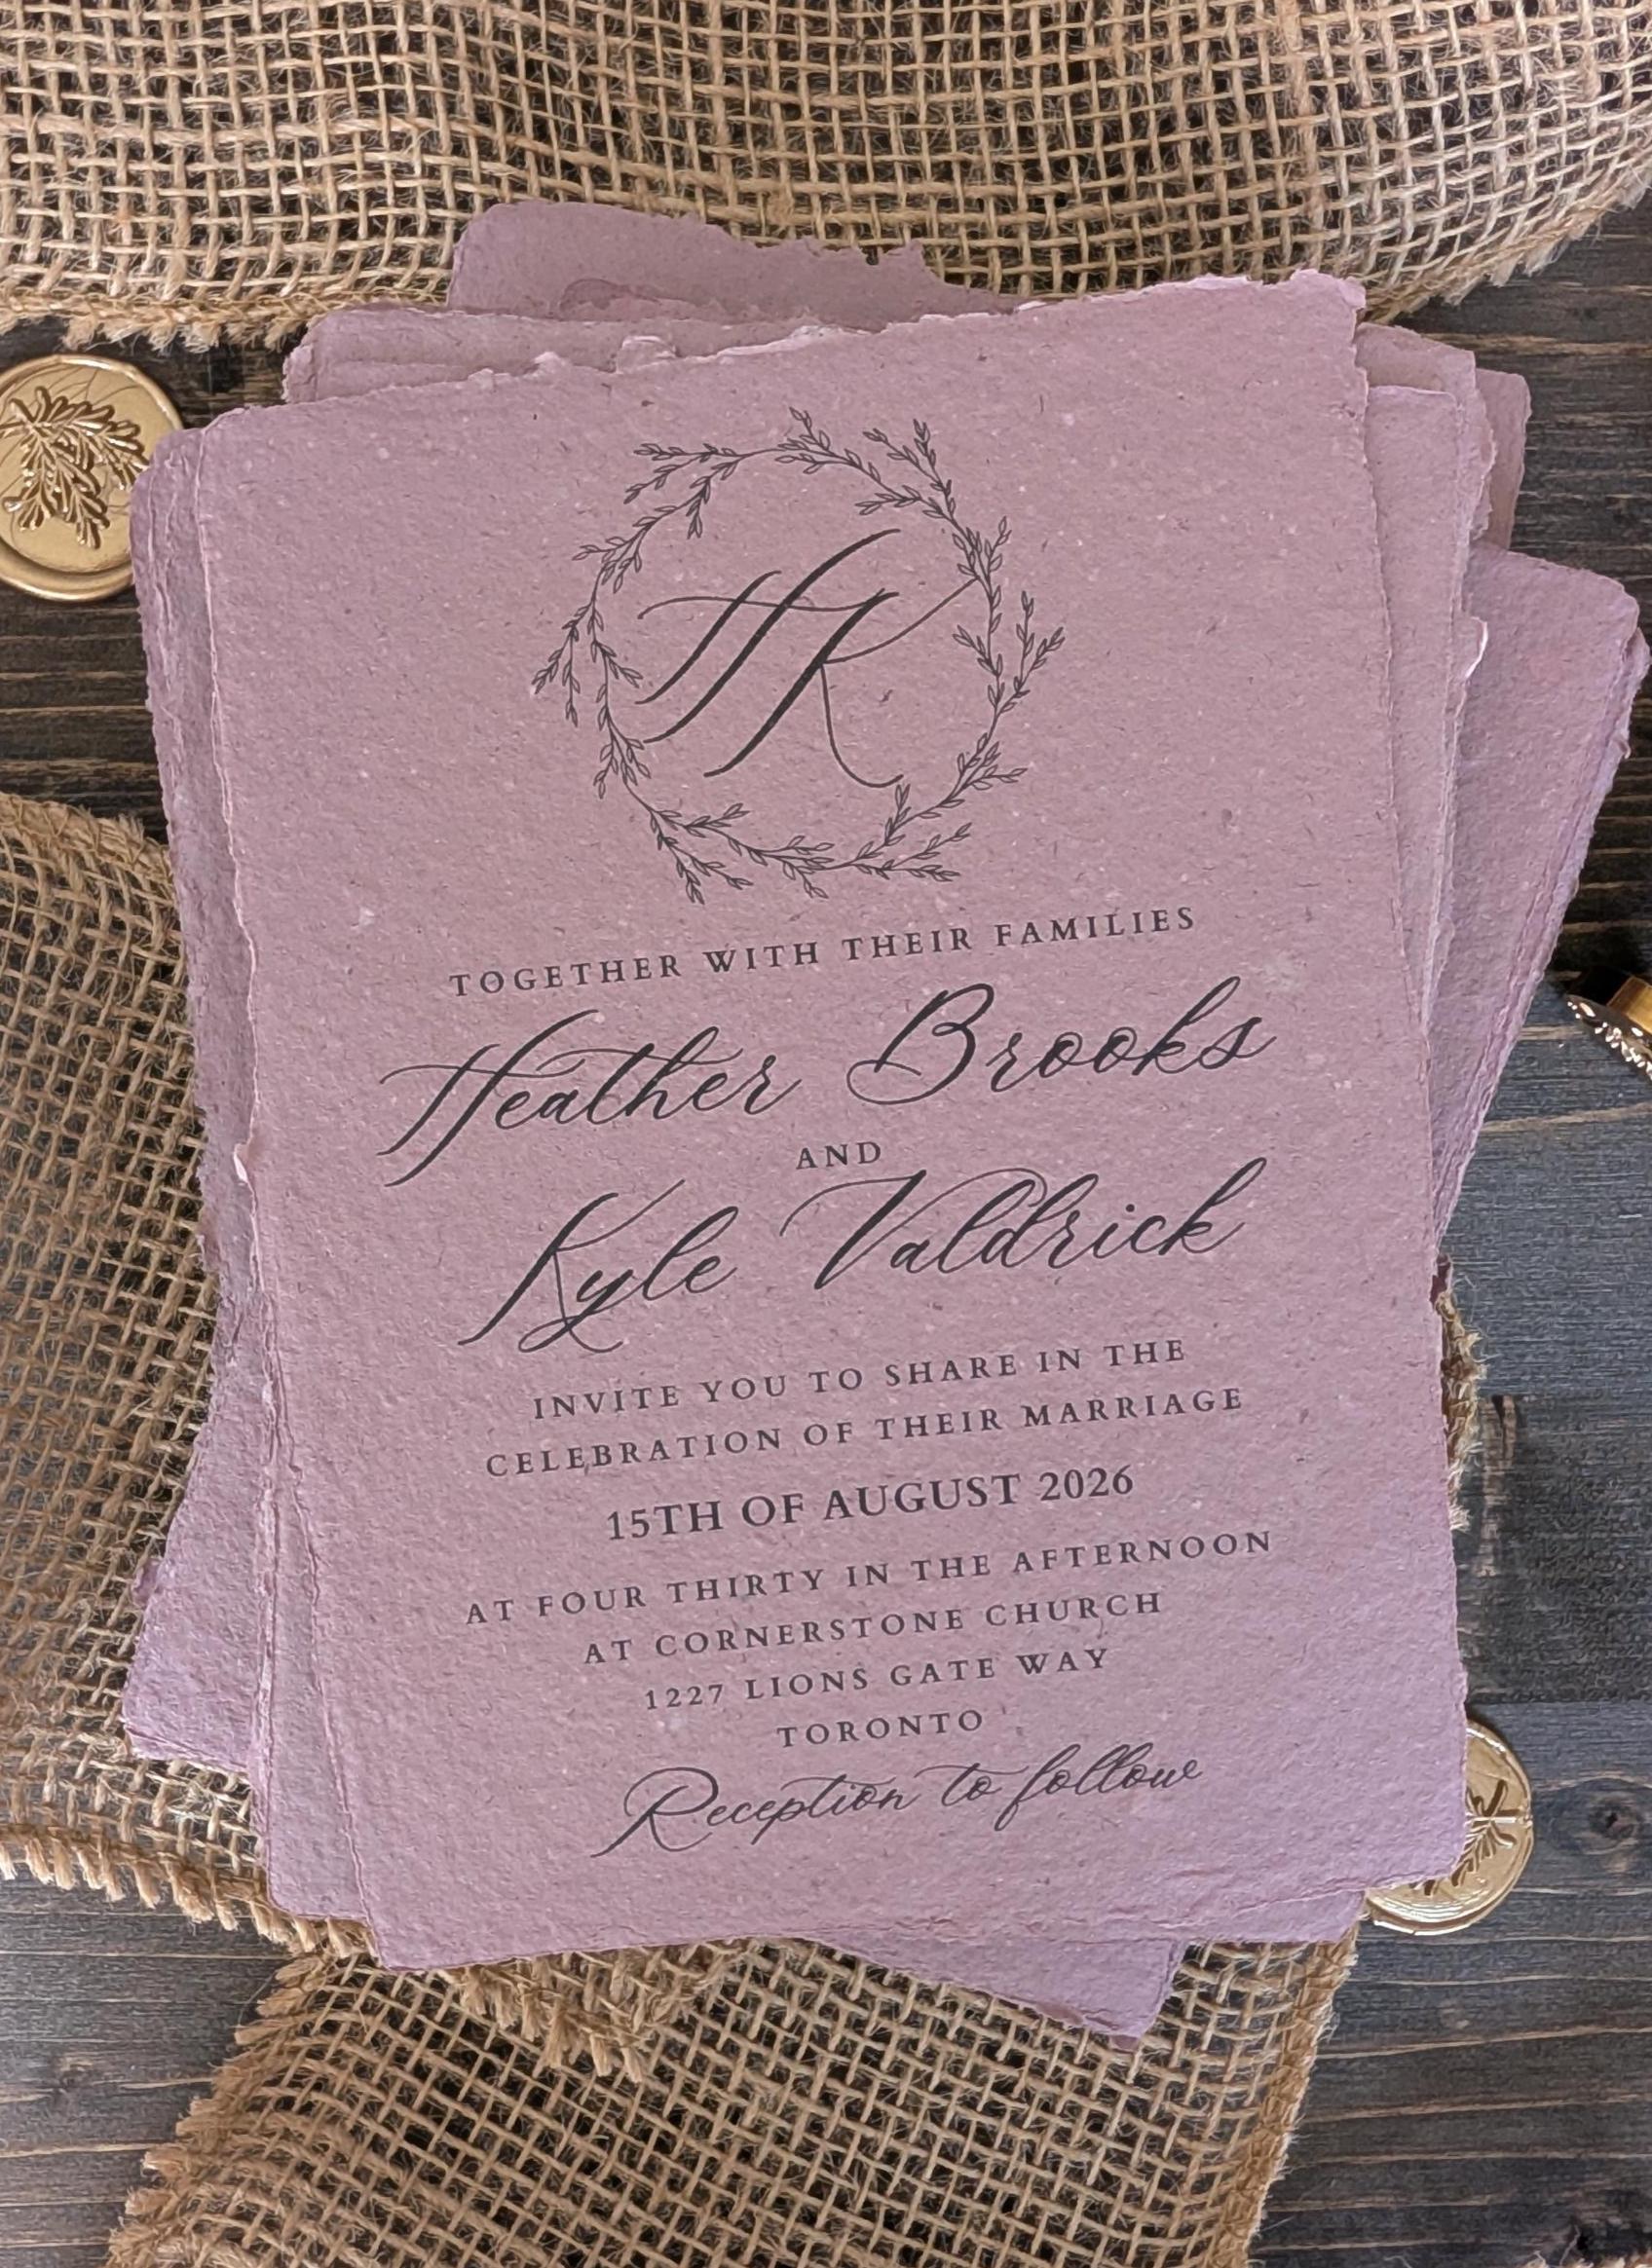 HK
TOGETHER WITH THEIR FAMILIES
Heather Brooks
AND
Kyle Valdrick
INVITE YOU TO SHARE IN THE
CELEBRATION OF THEIR MARRIAGE
15TH OF AUGUST 2026
AT FOUR THIRTY IN THE AFTERNOON
AT CORNERSTONE CHURCH
1227 LIONS GATE WAY
TORONTO
Reception to follow